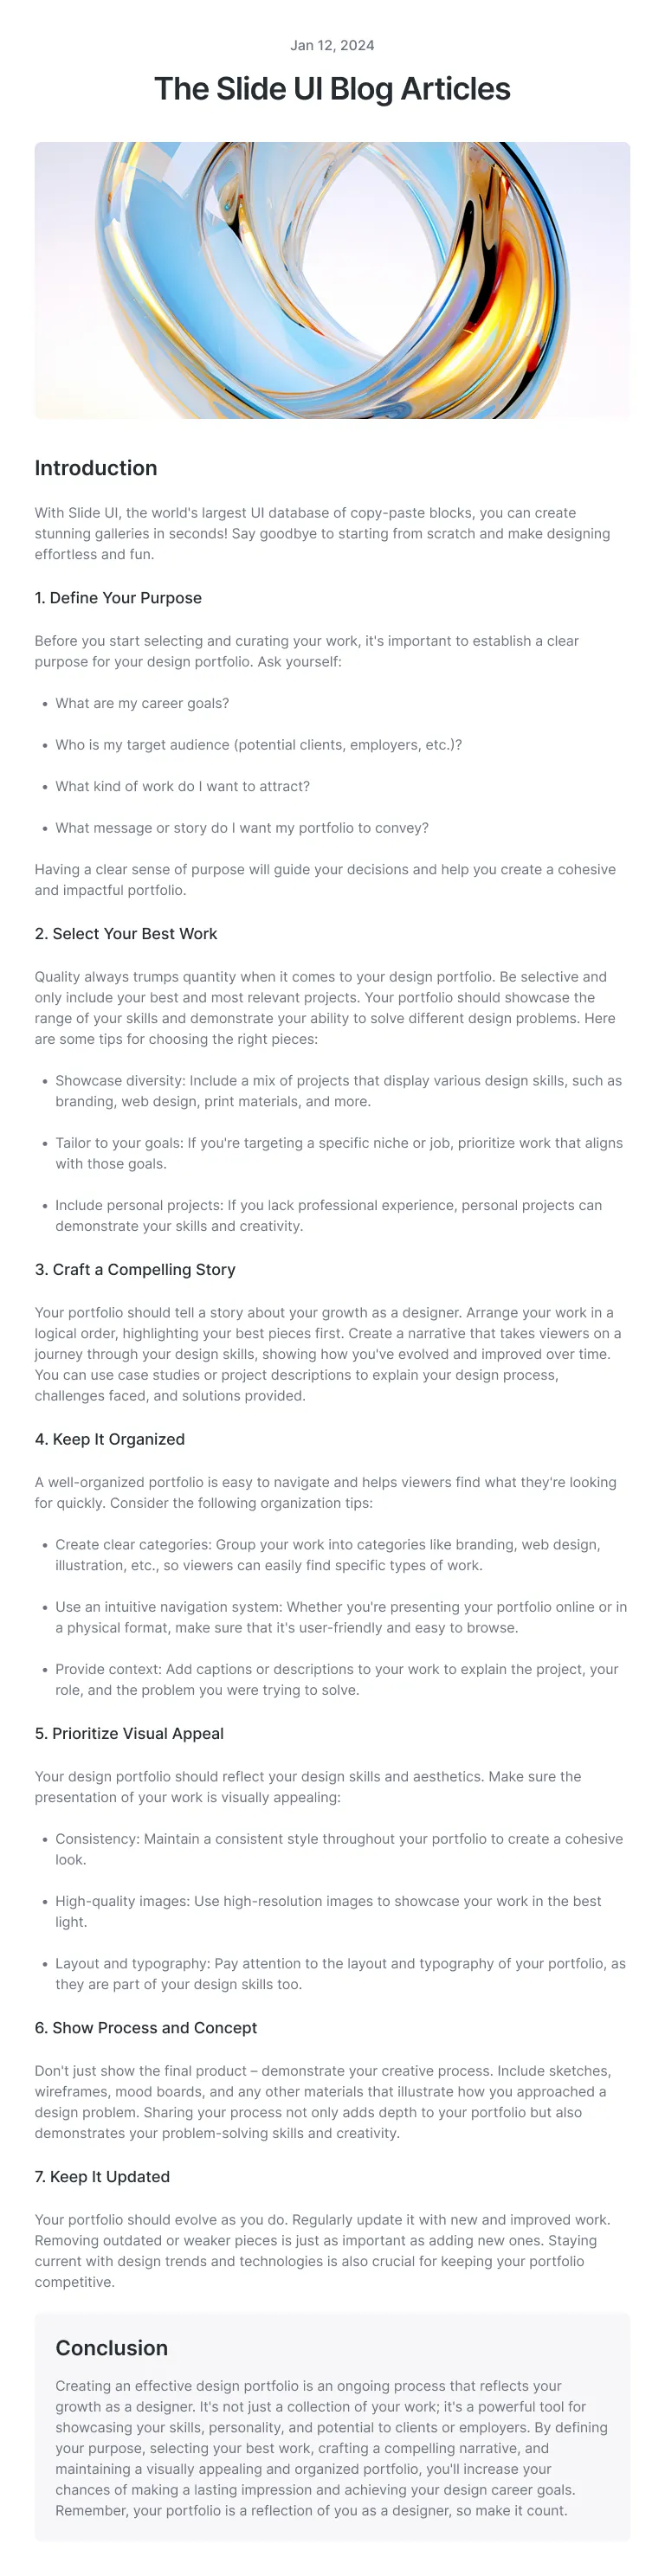 Jan 12, 2024
The Slide UI Blog Articles
Introduction
With Slide UI, the world's largest UI database of copy-paste blocks, you can create
stunning galleries in seconds! Say goodbye to starting from scratch and make designing
effortless and fun.
1. Define Your Purpose
Before you start selecting and curating your work, it's important to establish a clear
purpose for your design portfolio. Ask yourself:
• What are my career goals?
• Who is my target audience (potential clients, employers, etc.)?
• What kind of work do I want to attract?
• What message or story do I want my portfolio to convey?
Having a clear sense of purpose will guide your decisions and help you create a cohesive
and impactful portfolio.
2. Select Your Best Work
Quality always trumps quantity when it comes to your design portfolio. Be selective and
only include your best and most relevant projects. Your portfolio should showcase the
range of your skills and demonstrate your ability to solve different design problems. Here
are some tips for choosing the right pieces:
• Showcase diversity: Include a mix of projects that display various design skills, such as
branding, web design, print materials, and more.
• Tailor to your goals: If you're targeting a specific niche or job, prioritize work that aligns
with those goals.
• Include personal projects: If you lack professional experience, personal projects can
demonstrate your skills and creativity.
3. Craft a Compelling Story
Your portfolio should tell a story about your growth as a designer. Arrange your work in a
logical order, highlighting your best pieces first. Create a narrative that takes viewers on a
journey through your design skills, showing how you've evolved and improved over time.
You can use case studies or project descriptions to explain your design process,
challenges faced, and solutions provided.
4. Keep It Organized
A well-organized portfolio is easy to navigate and helps viewers find what they're looking
for quickly. Consider the following organization tips:
• Create clear categories: Group your work into categories like branding, web design,
illustration, etc., so viewers can easily find specific types of work.
• Use an intuitive navigation system: Whether you're presenting your portfolio online or in
a physical format, make sure that it's user-friendly and easy to browse.
• Provide context: Add captions or descriptions to your work to explain the project, your
role, and the problem you were trying to solve.
5. Prioritize Visual Appeal
Your design portfolio should reflect your design skills and aesthetics. Make sure the
presentation of your work is visually appealing:
• Consistency: Maintain a consistent style throughout your portfolio to create a cohesive
look.
• High-quality images: Use high-resolution images to showcase your work in the best
light.
• Layout and typography: Pay attention to the layout and typography of your portfolio, as
they are part of your design skills too.
6. Show Process and Concept
Don't just show the final product – demonstrate your creative process. Include sketches,
wireframes, mood boards, and any other materials that illustrate how you approached a
design problem. Sharing your process not only adds depth to your portfolio but also
demonstrates your problem-solving skills and creativity.
7. Keep It Updated
Your portfolio should evolve as you do. Regularly update it with new and improved work.
Removing outdated or weaker pieces is just as important as adding new ones. Staying
current with design trends and technologies is also crucial for keeping your portfolio
competitive.
Conclusion
Creating an effective design portfolio is an ongoing process that reflects your
growth as a designer. It's not just a collection of your work; it's a powerful tool for
showcasing your skills, personality, and potential to clients or employers. By defining
your purpose, selecting your best work, crafting a compelling narrative, and
maintaining a visually appealing and organized portfolio, you'll increase your
chances of making a lasting impression and achieving your design career goals.
Remember, your portfolio is a reflection of you as a designer, so make it count.